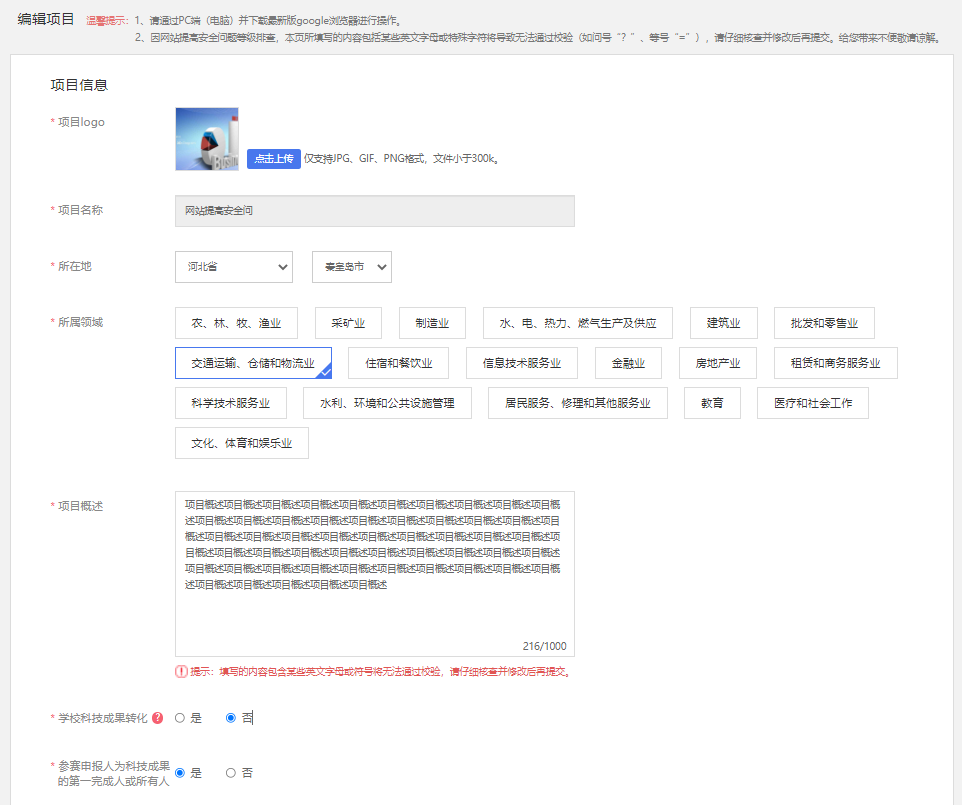 编辑项目 温馨提示：1、请通过PC端（电脑）并下载最新版google浏览器进行操作。
2、因网站提高安全问题等级排查，本页所填写的内容包括某些英文字母或特殊字符将导致无法通过校验（如问号“？”、等号“=”），请仔细核查并修改后再提交。给您带来不便敬请谅解。
项目信息
* 项目logo
点击上传 仅支持JPG、GIF、PNG格式，文件小于300k。
* 项目名称 网站提高安全问
* 所在地 河北省 秦皇岛市
* 所属领域 农、林、牧、渔业 采矿业 制造业 水、电、热力、燃气生产及供应 建筑业 批发和零售业
交通运输、仓储和物流业 住宿和餐饮业 信息技术服务业 金融业 房地产业 租赁和商务服务业
科学技术服务业 水利、环境和公共设施管理 居民服务、修理和其他服务业 教育 医疗和社会工作
文化、体育和娱乐业
* 项目概述 项目概述项目概述项目概述项目概述项目概述项目概述项目概述项目概述项目概述项目概
述项目概述项目概述项目概述项目概述项目概述项目概述项目概述项目概述项目概述项目
概述项目概述项目概述项目概述项目概述项目概述项目概述项目概述项目概述项目概述项
目概述项目概述项目概述项目概述项目概述项目概述项目概述项目概述项目概述项目概述
项目概述项目概述项目概述项目概述项目概述项目概述项目概述项目概述项目概述项目概
述项目概述项目概述项目概述项目概述项目概述
216/1000
提示：填写的内容包含某些英文字母或符号将无法通过校验，请仔细核查并修改后再提交。
* 学校科技成果转化 ? 是 否
* 参赛申报人为科技成果
的第一完成人或所有人 是 否